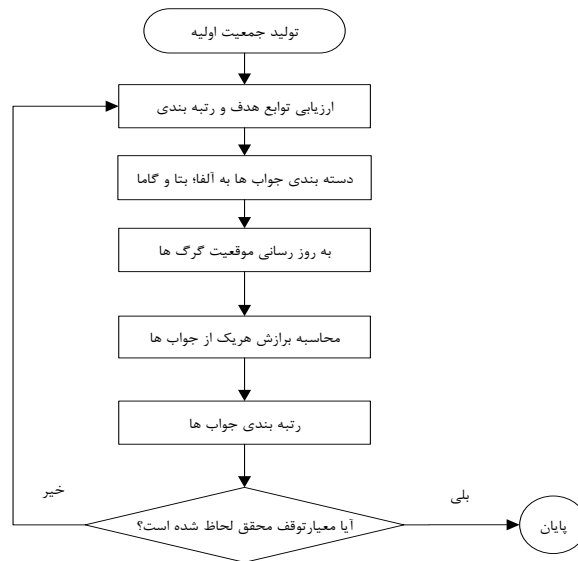 تولید جمعیت اولیه
ارزیابی توابع هدف و رتبه بندی
دسته بندی جواب ها به آلفا؛ بتا و گاما
به روز رسانی موقعیت گرگ ها
محاسبه برازش هریک از جواب ها
رتبه بندی جواب ها
خیر
بلی
آیا معیارتوقف محقق لحاظ شده است؟
پایان